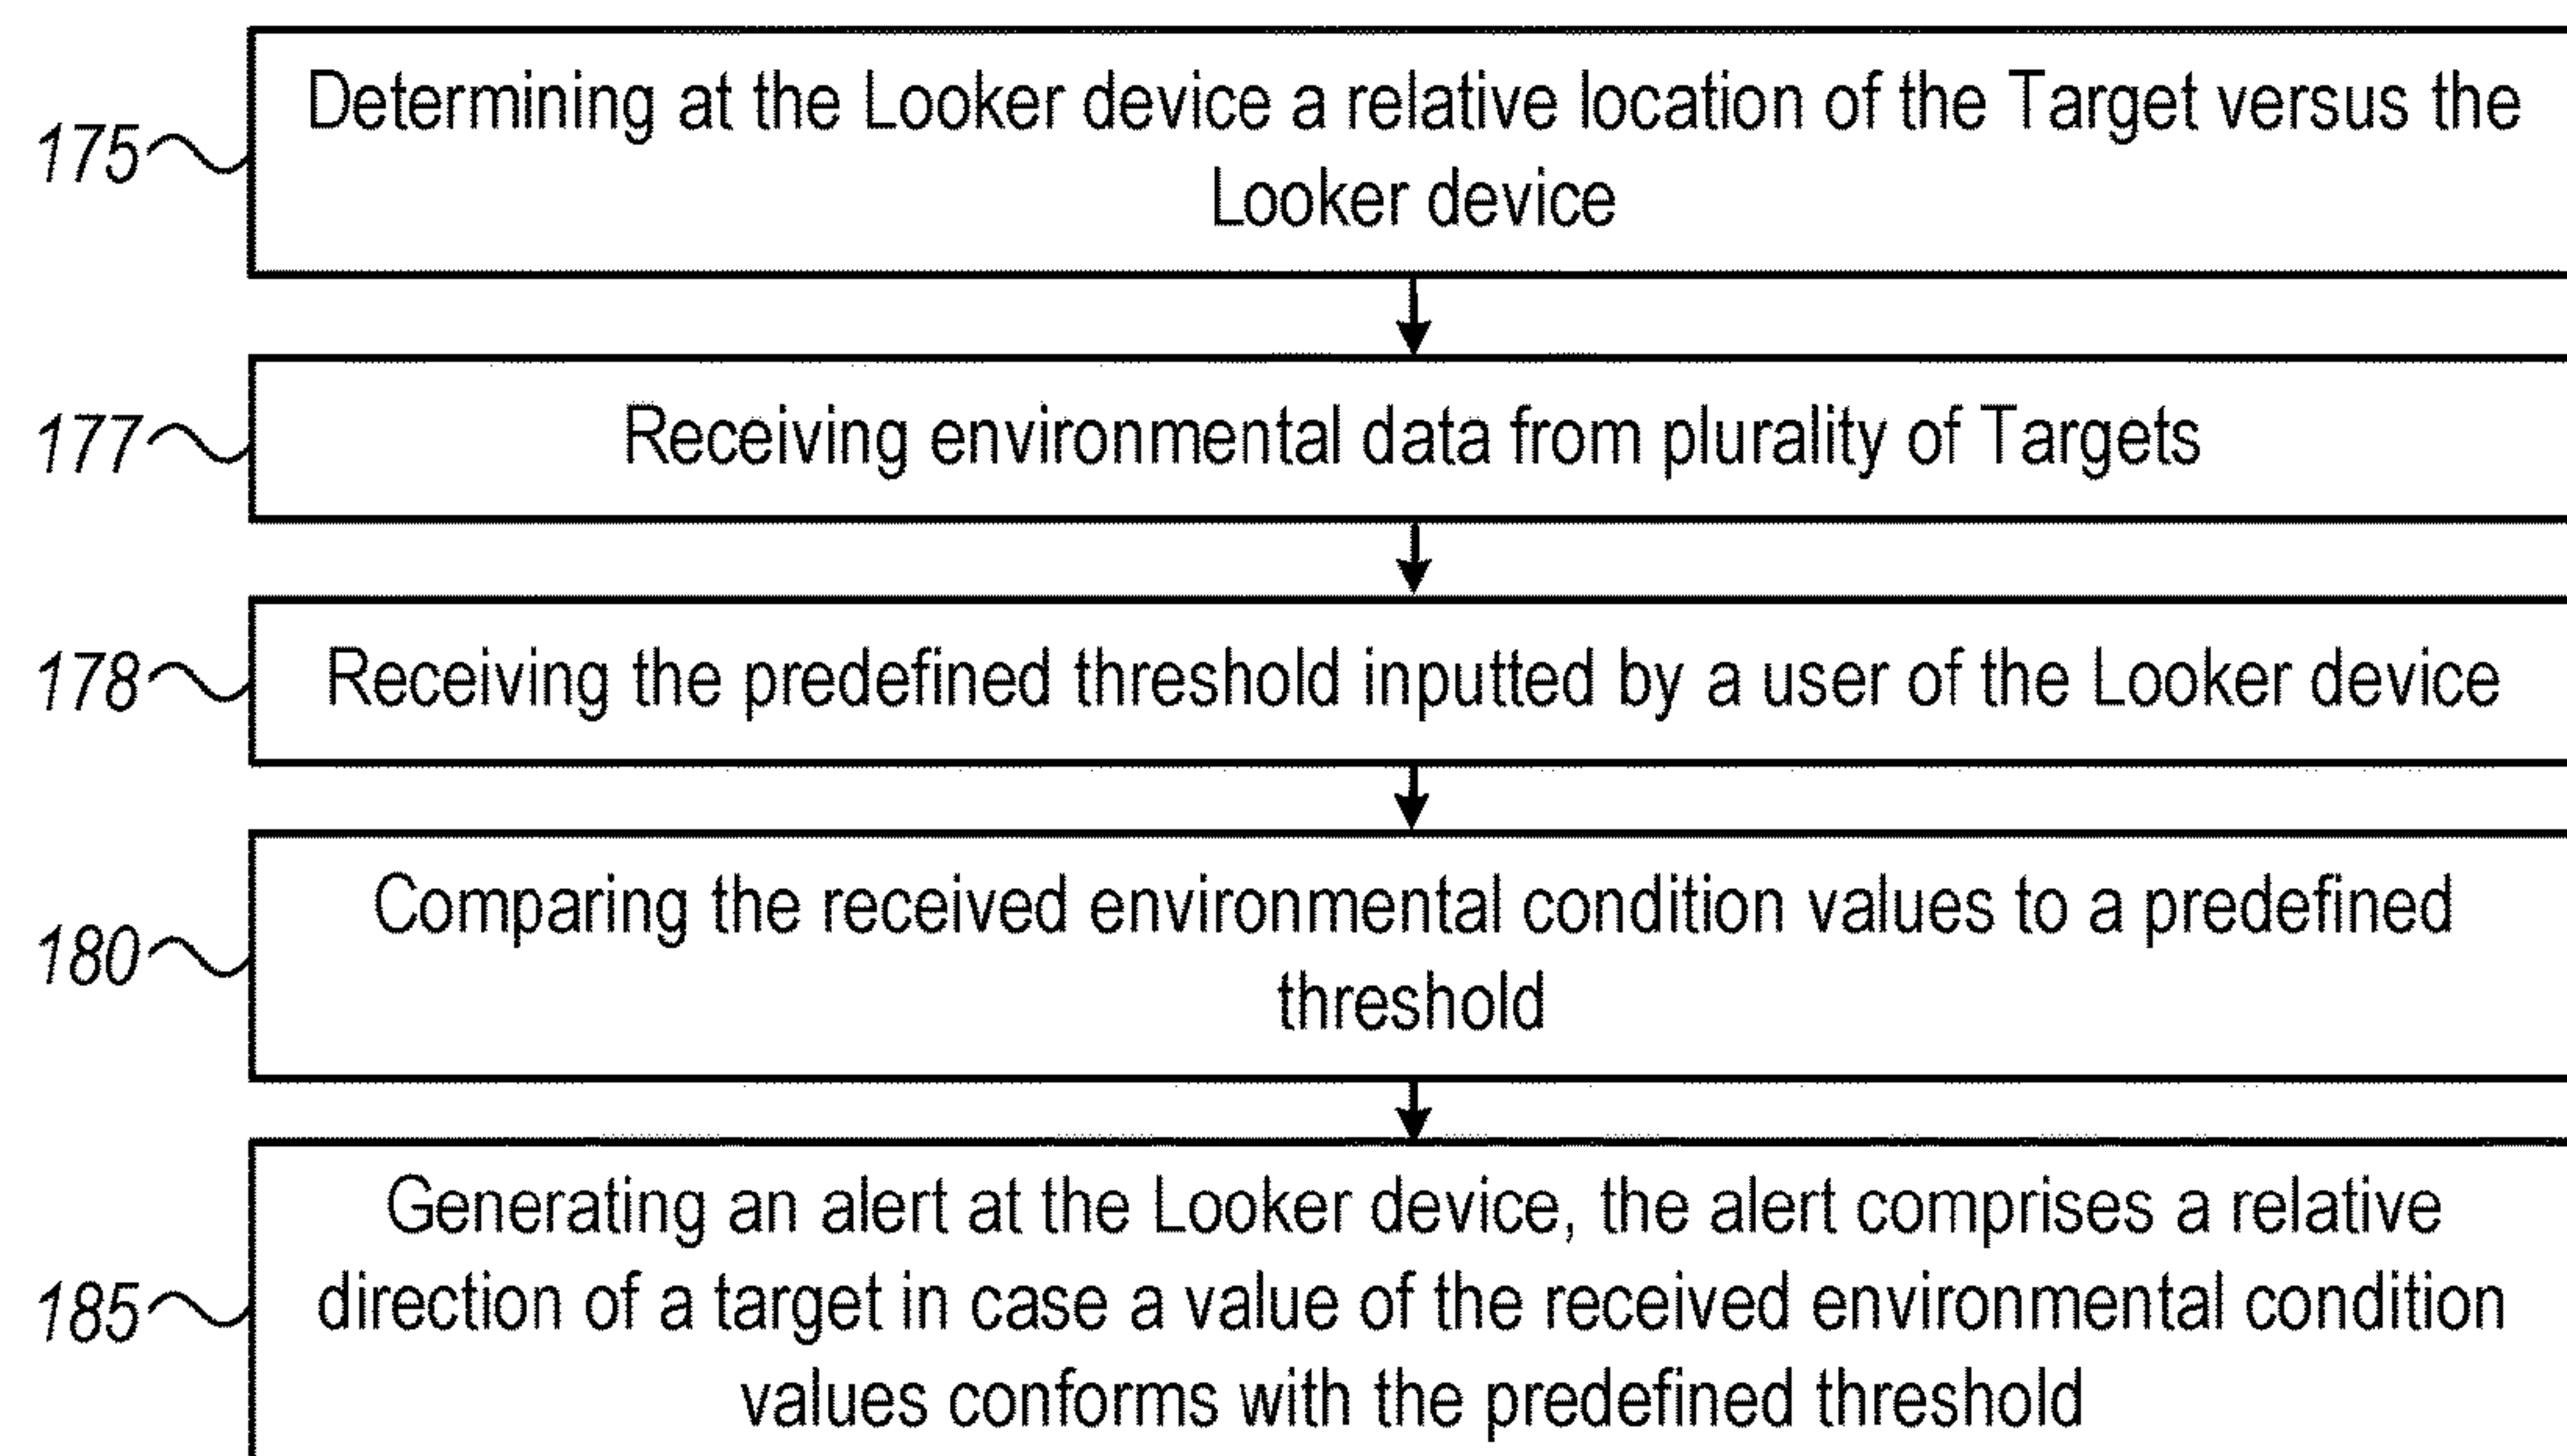 Determining at the Looker device a relative location of the Target versus the
175
Looker device
177
Receiving environmental data from plurality of Targets
178
Receiving the predefined threshold inputted by a user of the Looker device
Comparing the received environmental condition values to a predefined
180
threshold
Generating an alert at the Looker device, the alert comprises a relative
185
direction of a target in case a value of the received environmental condition
values conforms with the predefined threshold